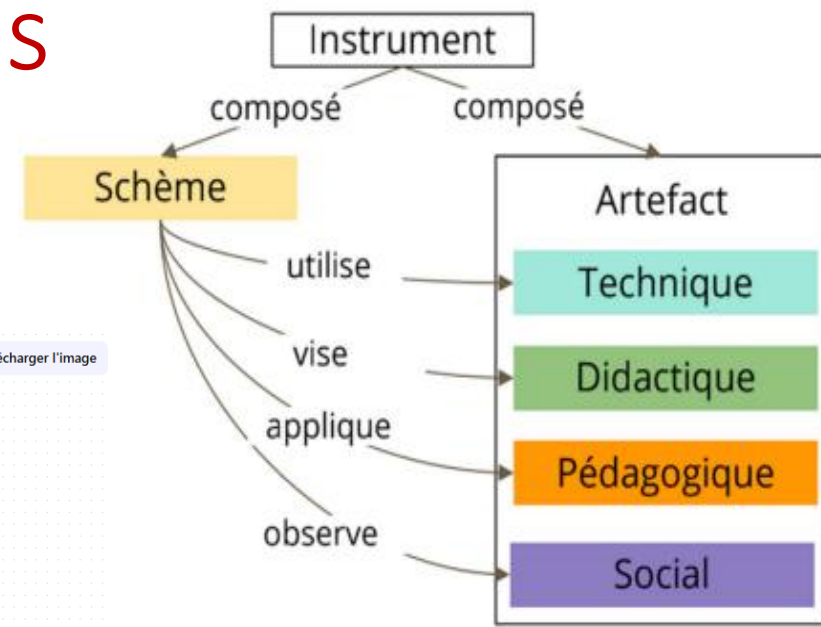 S
Instrument
composé
composé
Schème
Artefact
utilise
Technique
vise
Didactique
applique
Pédagogique
observe
Social
écharger l'image